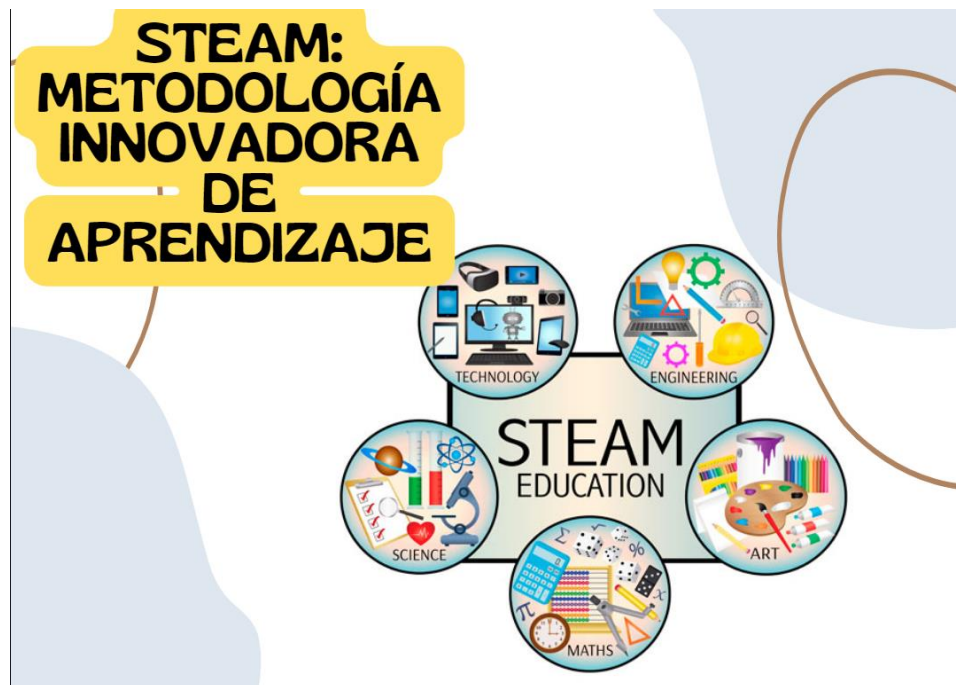 STEAM:
METODOLOGÍA
INNOVADORA
DE
APRENDIZAJE
TECHNOLOGY
ENGINEERING
STEAM
EDUCATION
SCIENCE
ART
Σ √ % π x
MATHS